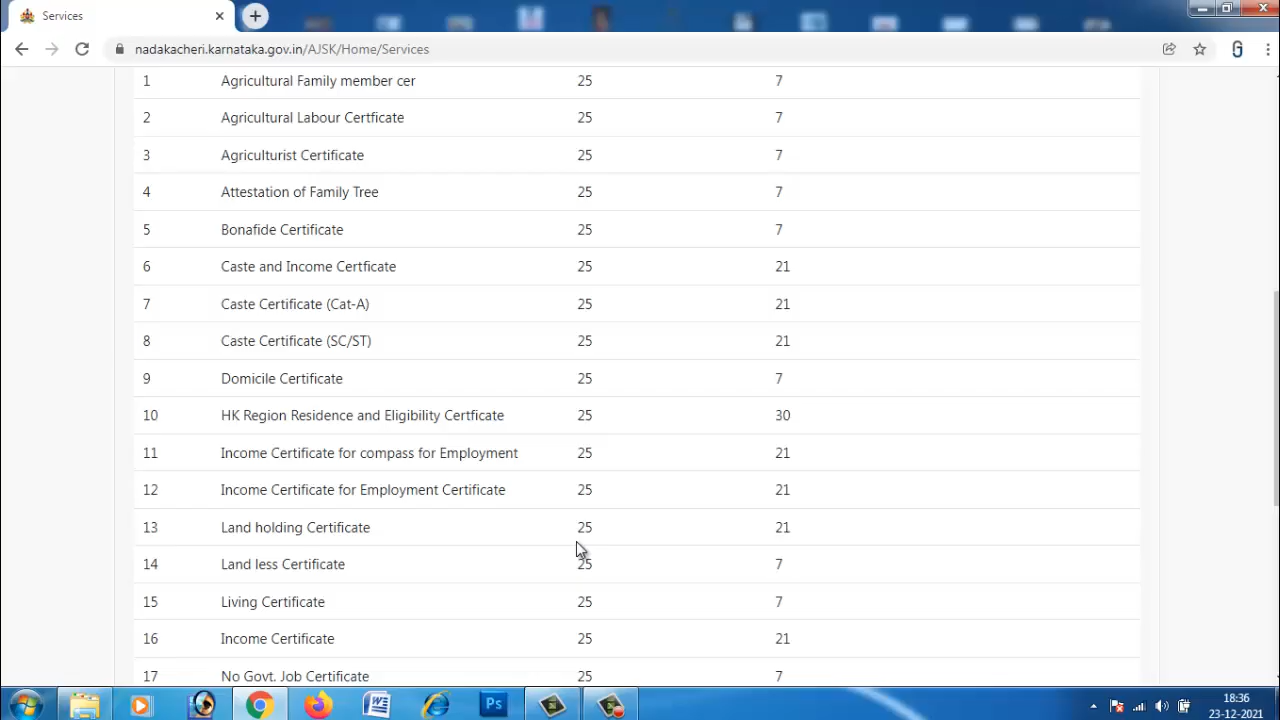 Services
nadakacheri.karnataka.gov.in/AJSK/Home/Services
1 Agricultural Family member cer 25 7
2 Agricultural Labour Certficate 25 7
3 Agriculturist Certificate 25 7
4 Attestation of Family Tree 25 7
5 Bonafide Certificate 25 7
6 Caste and Income Certficate 25 21
7 Caste Certificate (Cat-A) 25 21
8 Caste Certificate (SC/ST) 25 21
9 Domicile Certificate 25 7
10 HK Region Residence and Eligibility Certficate 25 30
11 Income Certificate for compass for Employment 25 21
12 Income Certificate for Employment Certificate 25 21
13 Land holding Certificate 25 21
14 Land less Certificate 25 7
15 Living Certificate 25 7
16 Income Certificate 25 21
17 No Govt. Job Certificate 25 7
Ps
18:36
23-12-2021